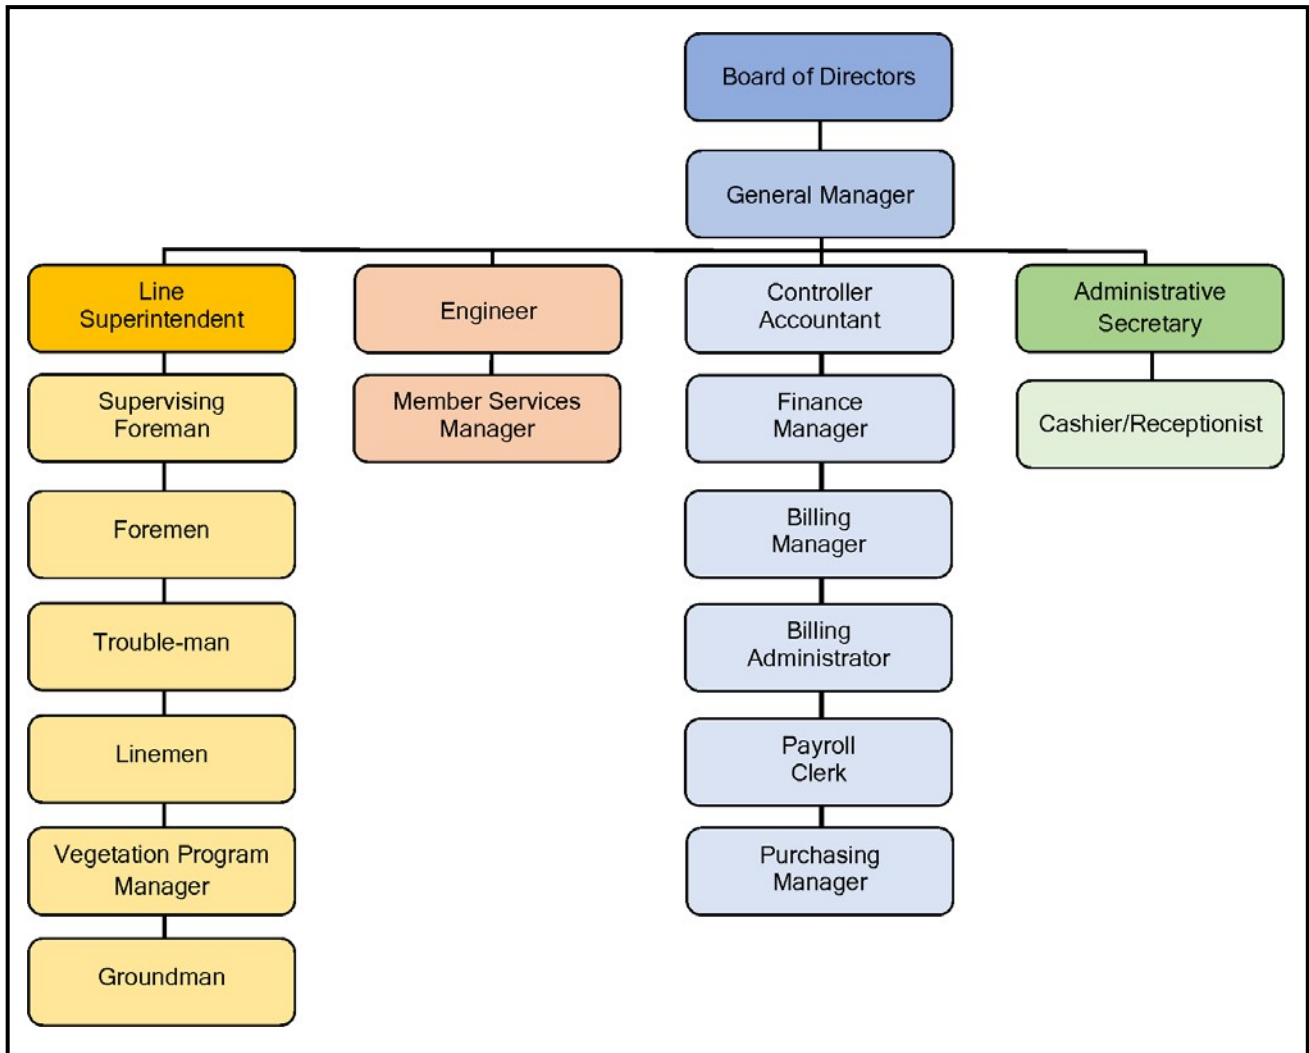 Board of Directors
General Manager
Line
Superintendent
Engineer
Controller
Accountant
Administrative
Secretary
Supervising
Foreman
Member Services
Manager
Finance
Manager
Cashier/Receptionist
Foremen
Billing
Manager
Trouble-man
Billing
Administrator
Linemen
Payroll
Clerk
Vegetation Program
Manager
Purchasing
Manager
Groundman